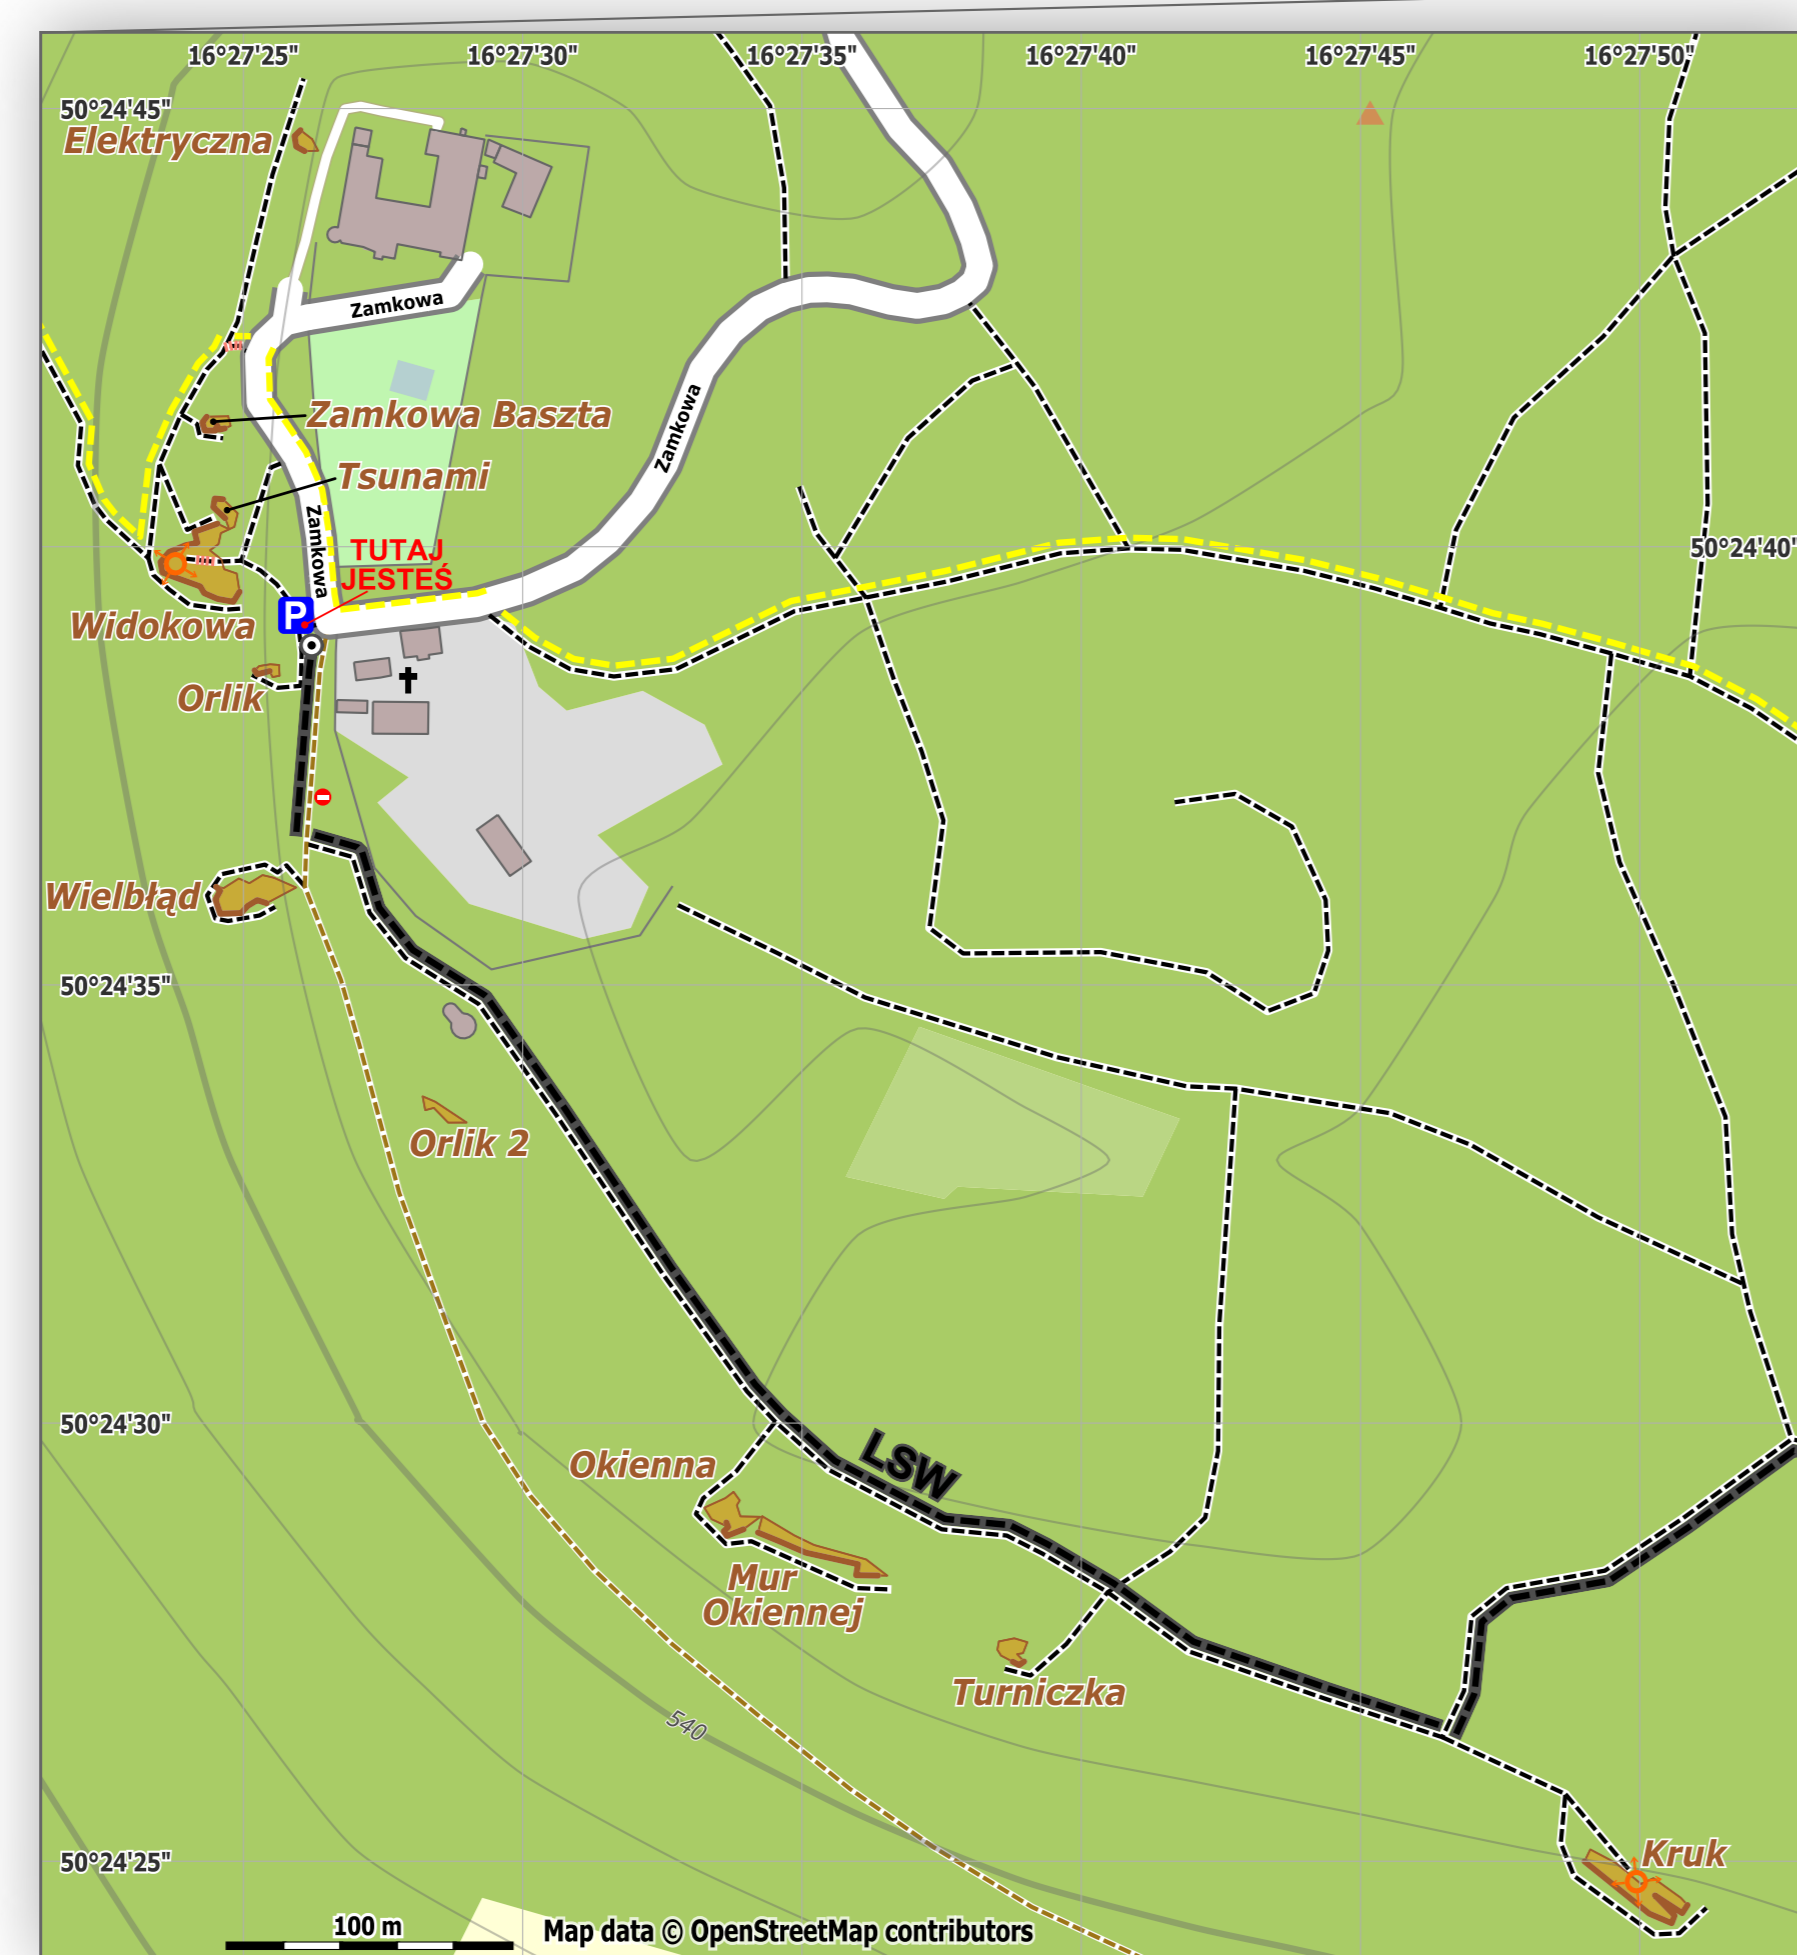 16°27'25"
16°27'30"
16°27'35"
16°27'40"
16°27'45"
16°27'50"
50°24'45"
Elektryczna
Zamkowa
Zamkowa
Zamkowa Baszta
Tsunami
Zamkowa
TUTAJ
JESTEŚ
50°24'40"
P
Widokowa
Orlik
Wielbłąd
50°24'35"
Orlik 2
50°24'30"
LSW
Okienna
Mur
Okiennej
Turniczka
540
Kruk
50°24'25"
100 m
Map data © OpenStreetMap contributors